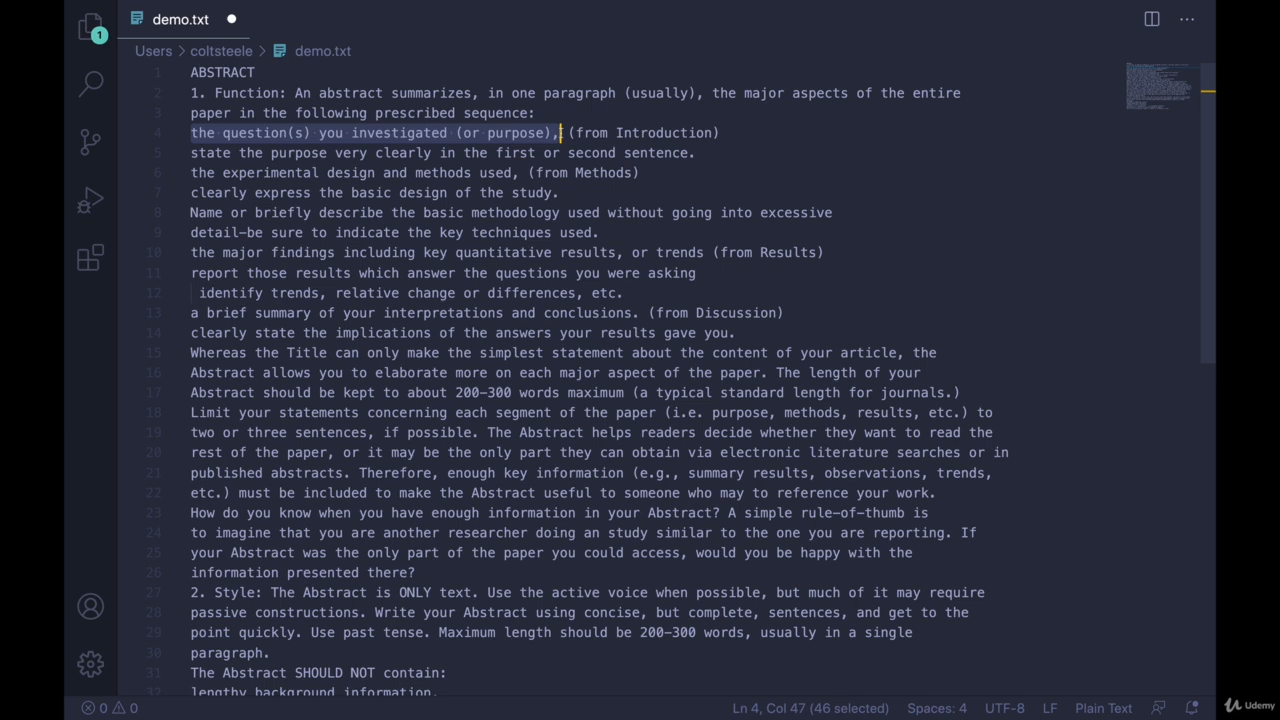 demo.txt
1
Users > coltsteele > demo.txt
1 ABSTRACT
2 1. Function: An abstract summarizes, in one paragraph (usually), the major aspects of the entire
3 paper in the following prescribed sequence:
4 the question(s) you investigated (or purpose), (from Introduction)
5 state the purpose very clearly in the first or second sentence.
6 the experimental design and methods used, (from Methods)
7 clearly express the basic design of the study.
8 Name or briefly describe the basic methodology used without going into excessive
9 detail-be sure to indicate the key techniques used.
10 the major findings including key quantitative results, or trends (from Results)
11 report those results which answer the questions you were asking
12 identify trends, relative change or differences, etc.
13 a brief summary of your interpretations and conclusions. (from Discussion)
14 clearly state the implications of the answers your results gave you.
15 Whereas the Title can only make the simplest statement about the content of your article, the
16 Abstract allows you to elaborate more on each major aspect of the paper. The length of your
17 Abstract should be kept to about 200-300 words maximum (a typical standard length for journals.)
18 Limit your statements concerning each segment of the paper (i.e. purpose, methods, results, etc.) to
19 two or three sentences, if possible. The Abstract helps readers decide whether they want to read the
20 rest of the paper, or it may be the only part they can obtain via electronic literature searches or in
21 published abstracts. Therefore, enough key information (e.g., summary results, observations, trends,
22 etc.) must be included to make the Abstract useful to someone who may to reference your work.
23 How do you know when you have enough information in your Abstract? A simple rule-of-thumb is
24 to imagine that you are another researcher doing an study similar to the one you are reporting. If
25 your Abstract was the only part of the paper you could access, would you be happy with the
26 information presented there?
27 2. Style: The Abstract is ONLY text. Use the active voice when possible, but much of it may require
28 passive constructions. Write your Abstract using concise, but complete, sentences, and get to the
29 point quickly. Use past tense. Maximum length should be 200-300 words, usually in a single
30 paragraph.
31 The Abstract SHOULD NOT contain:
32 lengthy background information,
0 0 Ln 4, Col 47 (46 selected) Spaces: 4 UTF-8 LF Plain Text
Udemy